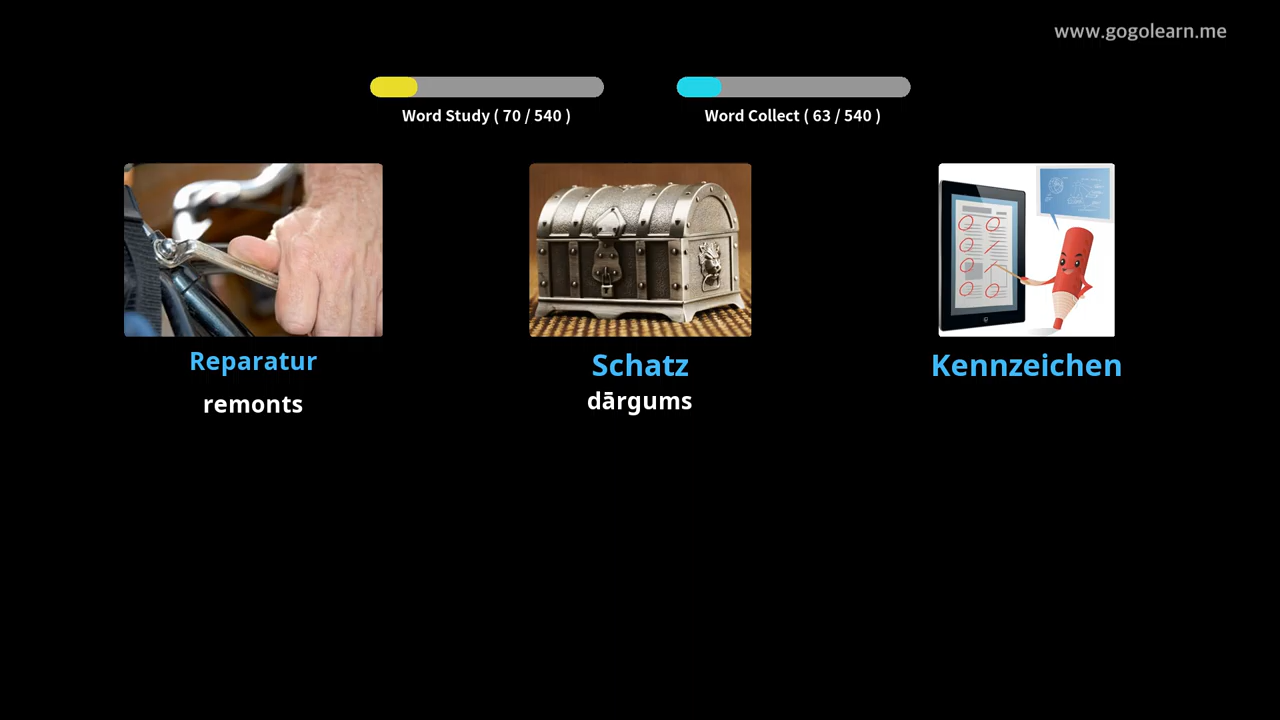 www.gogolearn.me
Word Study ( 70 / 540 )
Word Collect ( 63 / 540 )
Reparatur
remonts
Schatz
dārgums
Kennzeichen